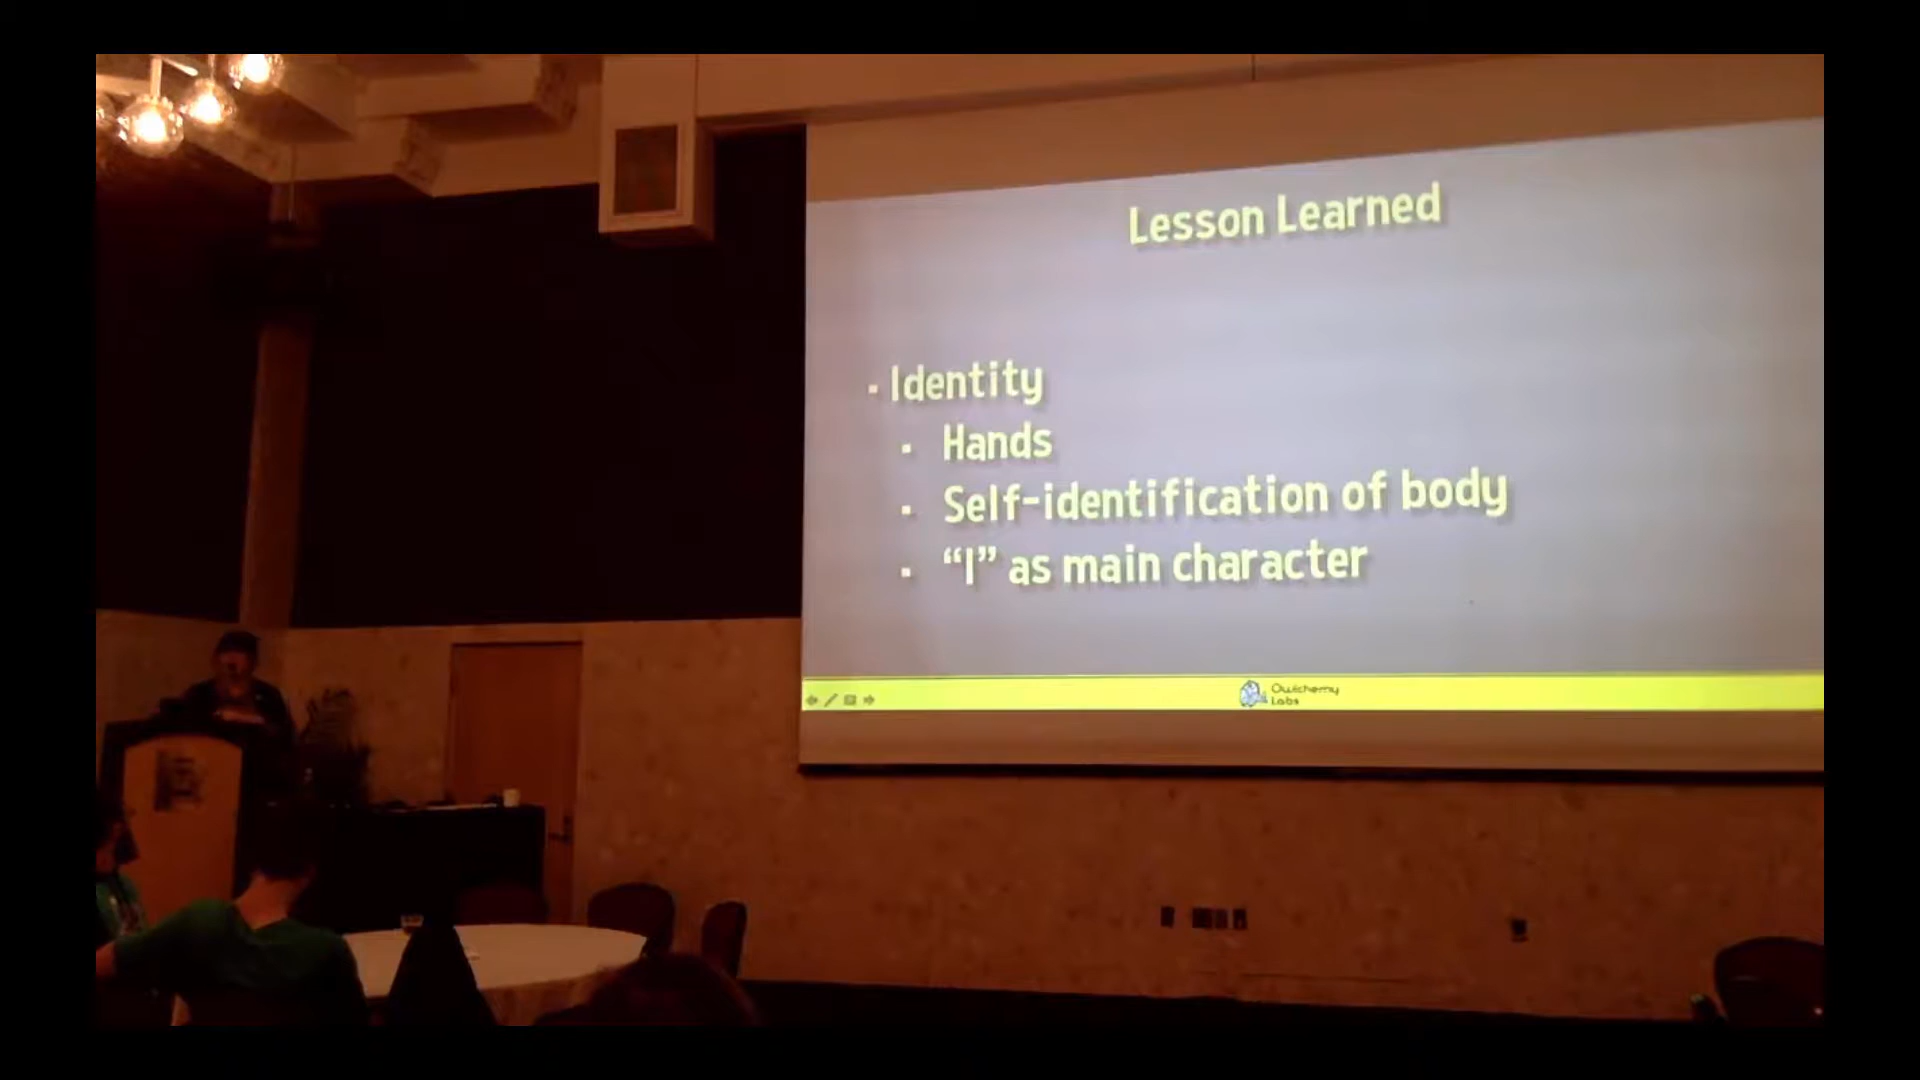 Lesson Learned
▪ Identity
▪ Hands
▪ Self-identification of body
▪ “I” as main character
Owlchemy
Labs